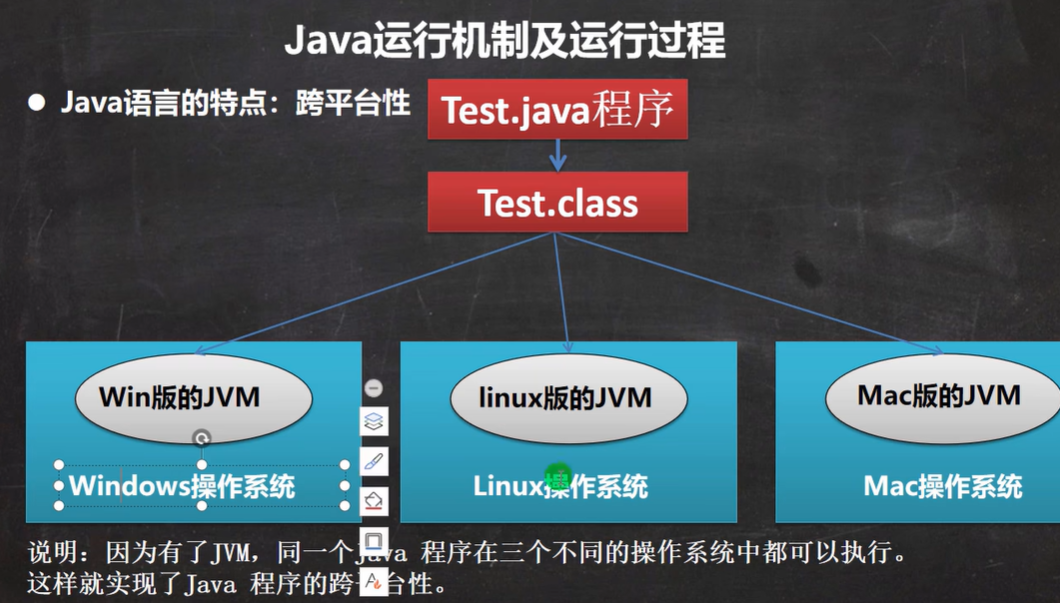 Java运行机制及运行过程
Java语言的特点：跨平台性
Test.java程序
Test.class
Win版的JVM
linux版的JVM
Mac版的JVM
Windows操作系统
Linux操作系统
Mac操作系统
说明：因为有了JVM，同一个Java 程序在三个不同的操作系统中都可以执行。
这样就实现了Java 程序的跨平台性。